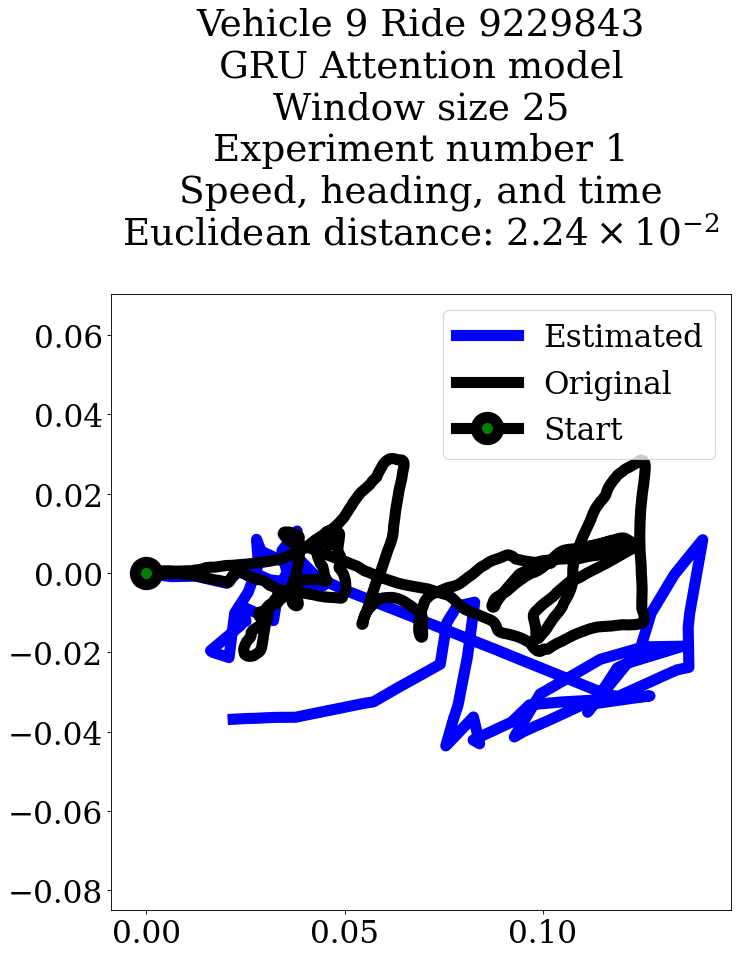 Vehicle 9 Ride 9229843
GRU Attention model
Window size 25
Experiment number 1
Speed, heading, and time
Euclidean distance: 2.24 × 10⁻²
Estimated
Original
Start
0.06
0.04
0.02
0.00
−0.02
−0.04
−0.06
−0.08
0.00 0.05 0.10